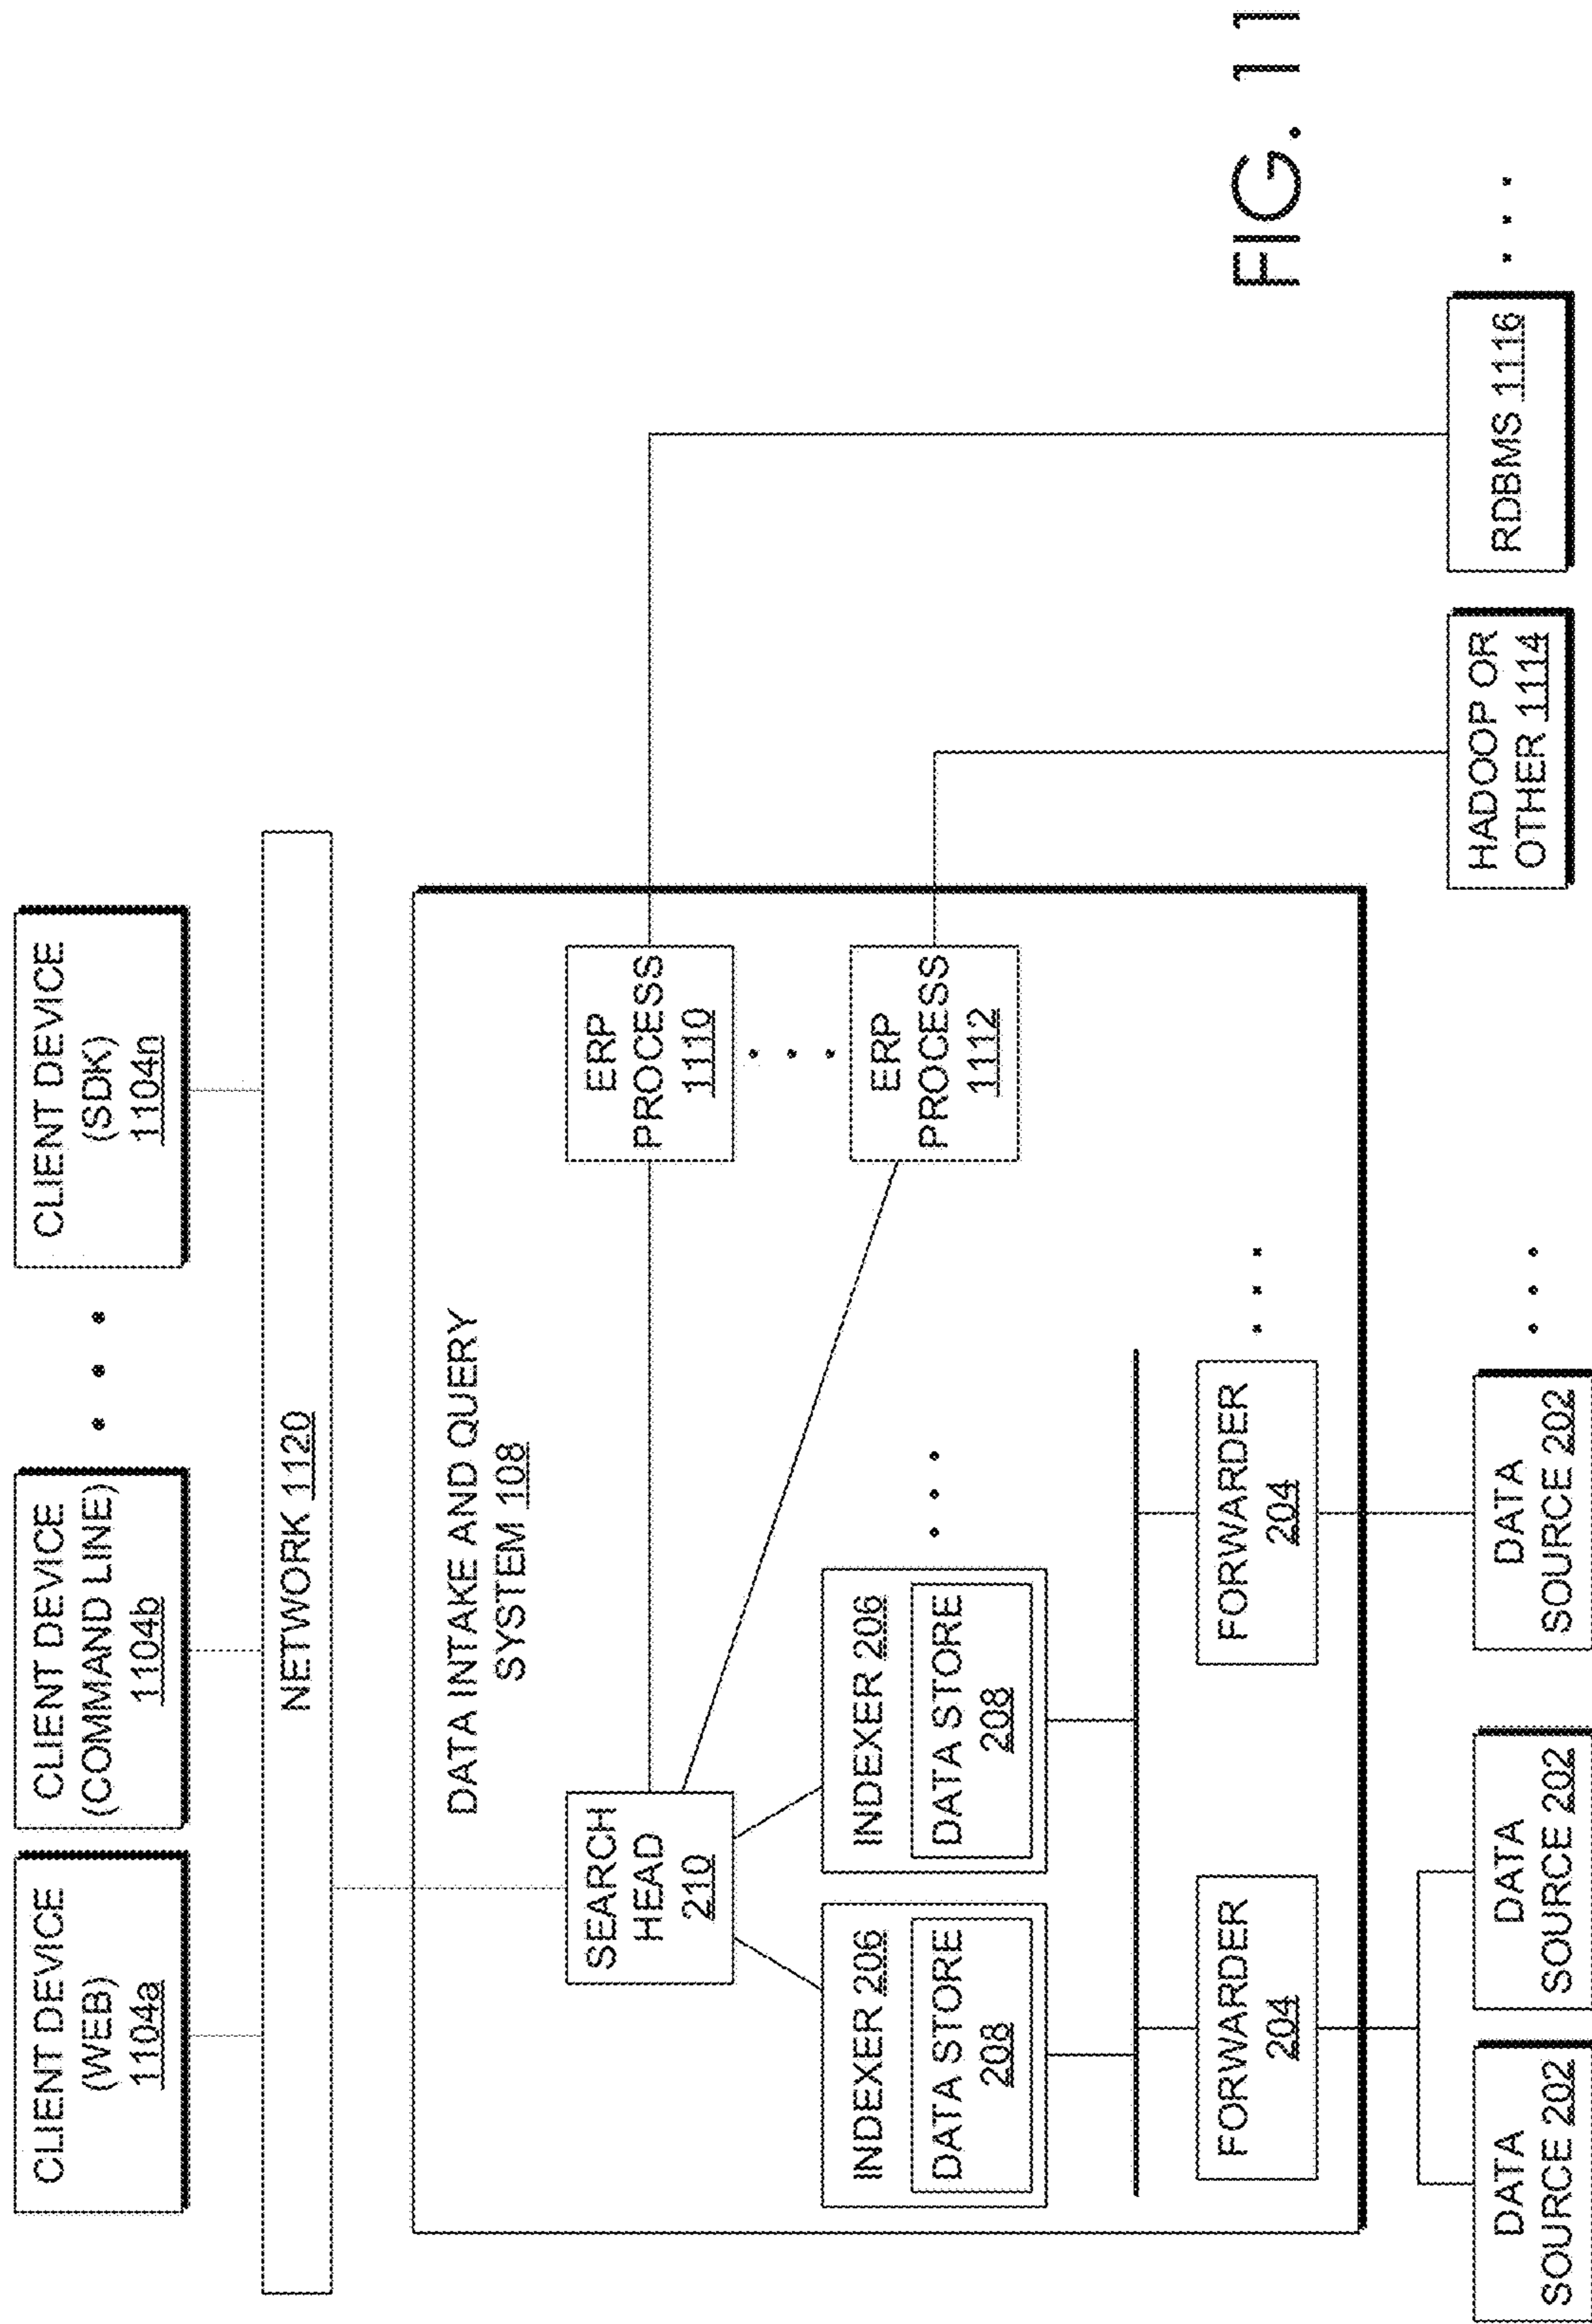 CLIENT DEVICE
(WEB)
1104a
CLIENT DEVICE
(COMMAND LINE)
1104b
CLIENT DEVICE
(SDK)
1104n
NETWORK 1120
DATA INTAKE AND QUERY
SYSTEM 108
SEARCH
HEAD
210
ERP
PROCESS
1110
ERP
PROCESS
1112
INDEXER 206
DATA STORE
208
INDEXER 206
DATA STORE
208
FORWARDER
204
FORWARDER
204
DATA
SOURCE 202
DATA
SOURCE 202
DATA
SOURCE 202
HADOOP OR
OTHER 1114
RDBMS 1116
FIG. 11